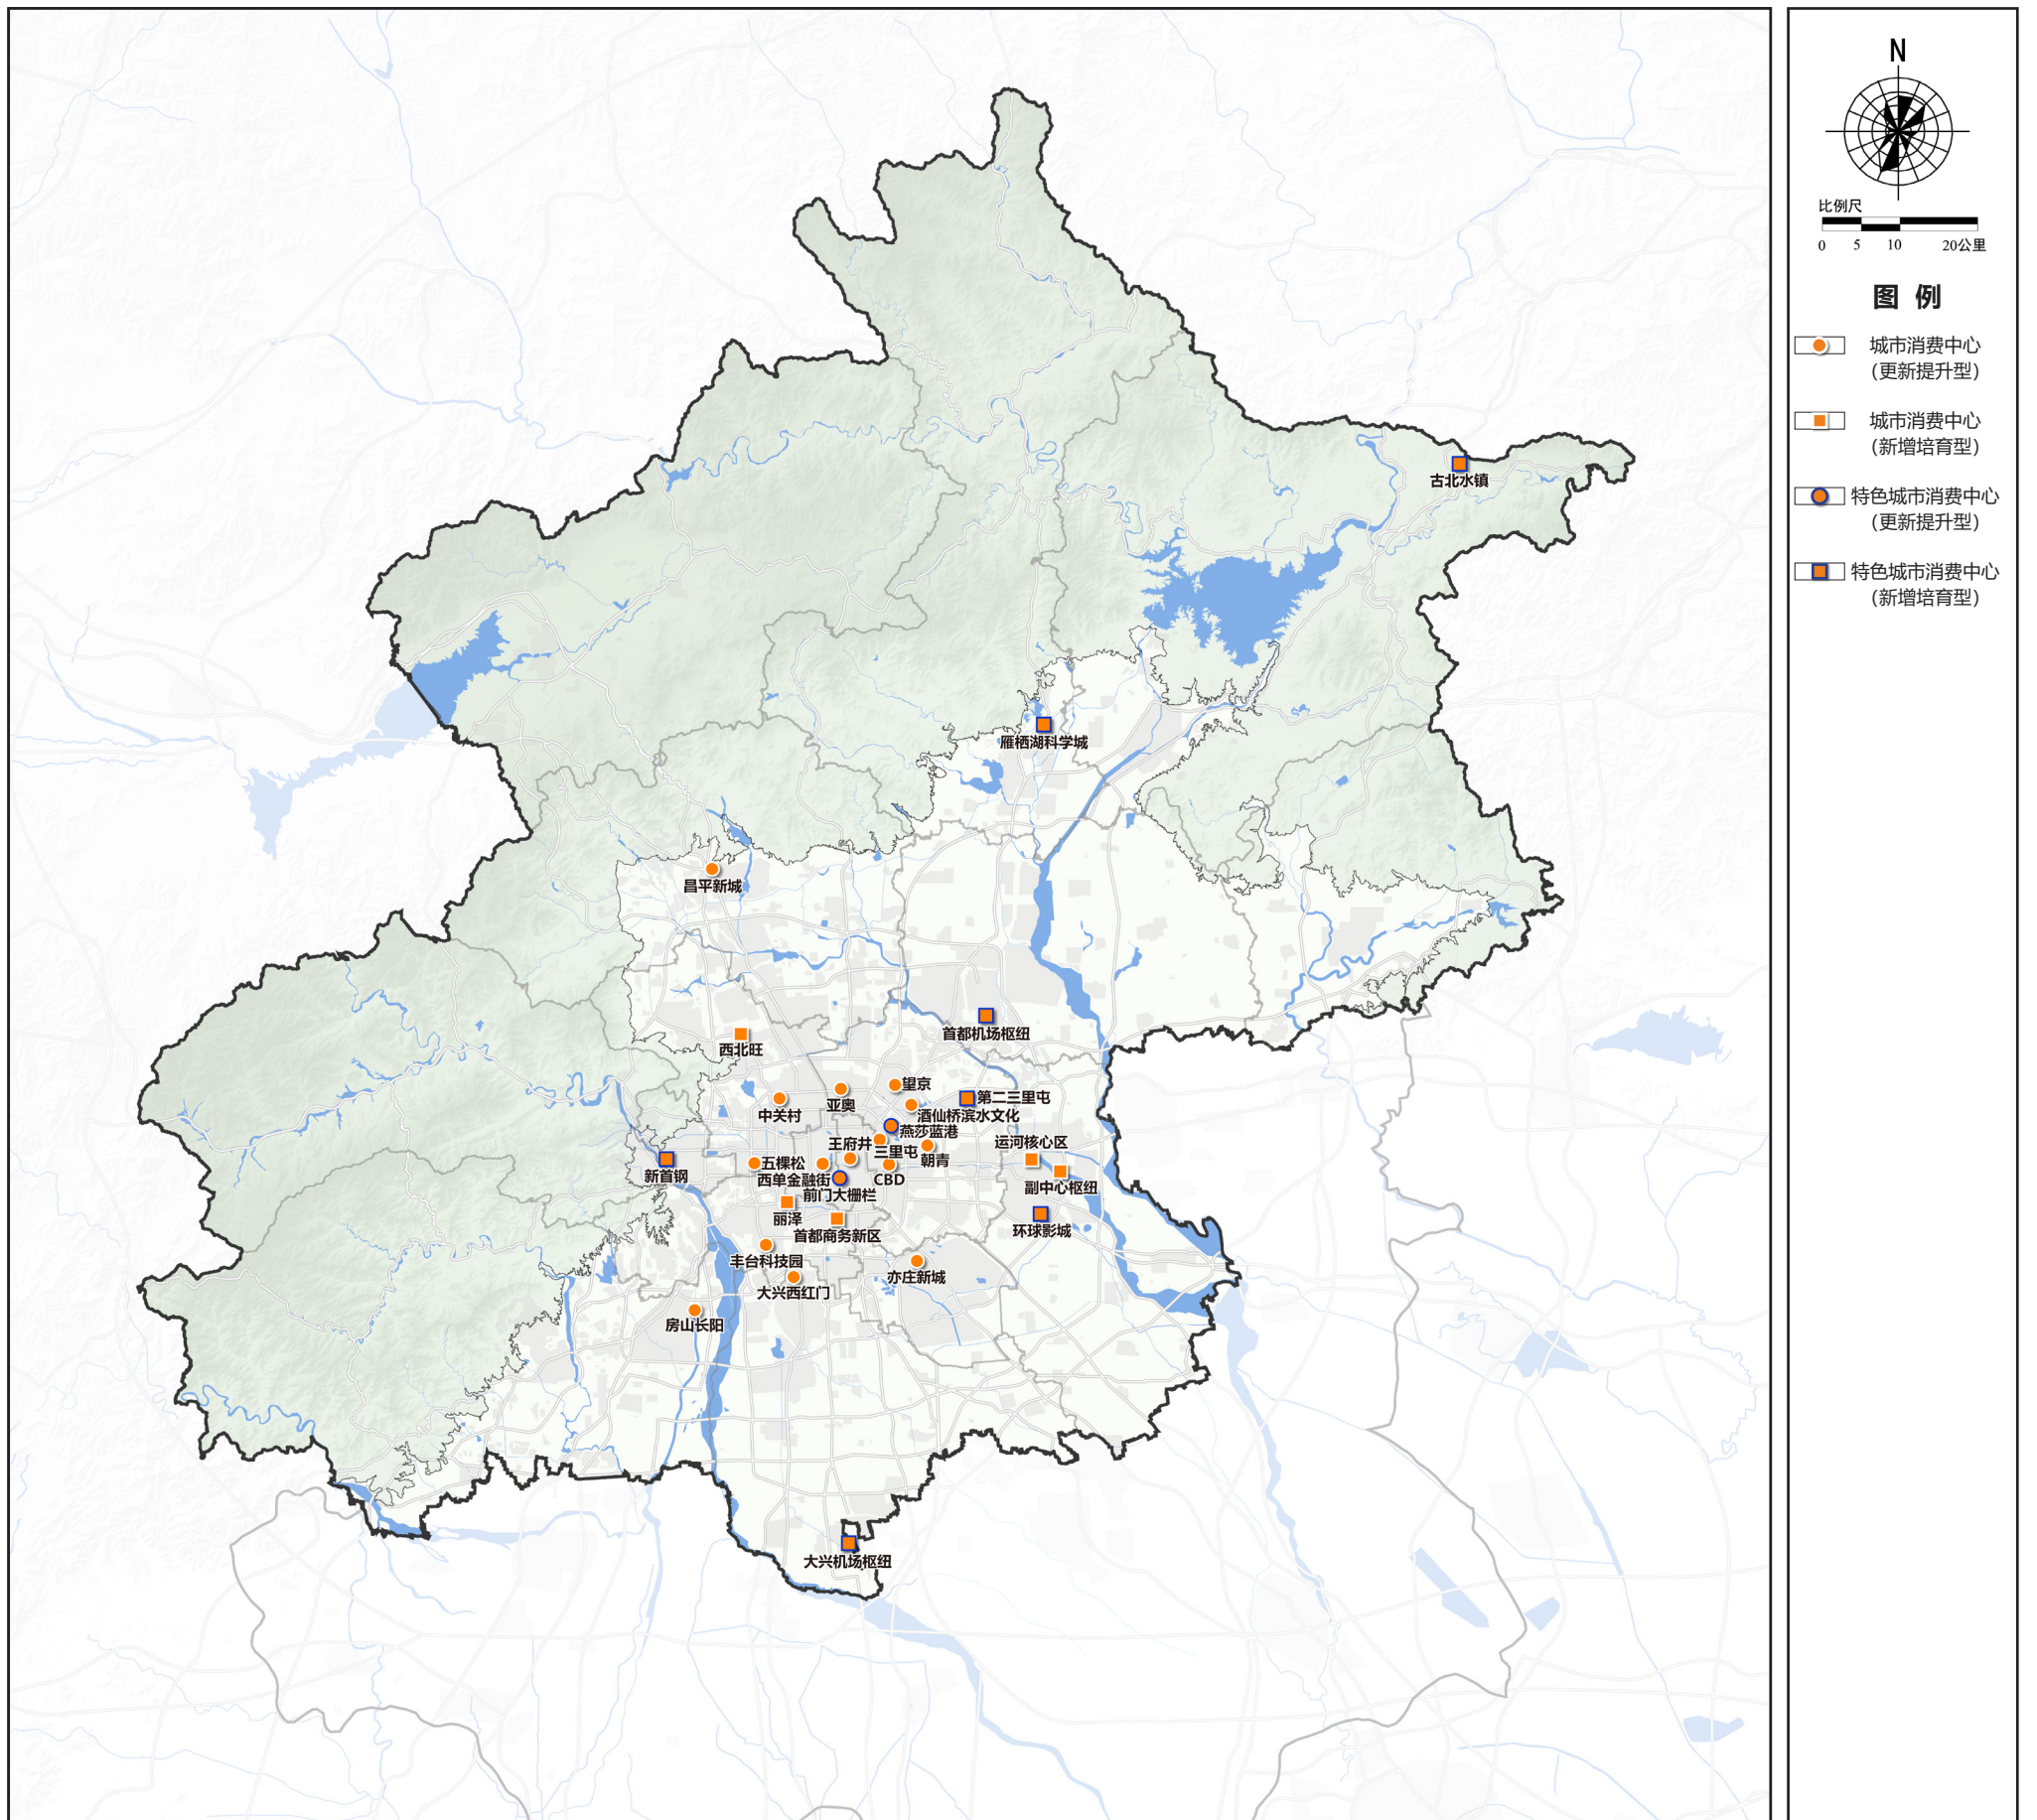 N
比例尺
0 5 10 20公里
图 例
城市消费中心
(更新提升型)
城市消费中心
(新增培育型)
特色城市消费中心
(更新提升型)
特色城市消费中心
(新增培育型)
古北水镇
雁栖湖科学城
昌平新城
首都机场枢纽
西北旺
望京
亚奥
中关村
第二三里屯
酒仙桥滨水文化
燕莎蓝港
王府井
三里屯
朝青
运河核心区
五棵松
西单金融街
CBD
新首钢
前门大栅栏
副中心枢纽
丽泽
首都商务新区
环球影城
丰台科技园
亦庄新城
大兴西红门
房山长阳
大兴机场枢纽